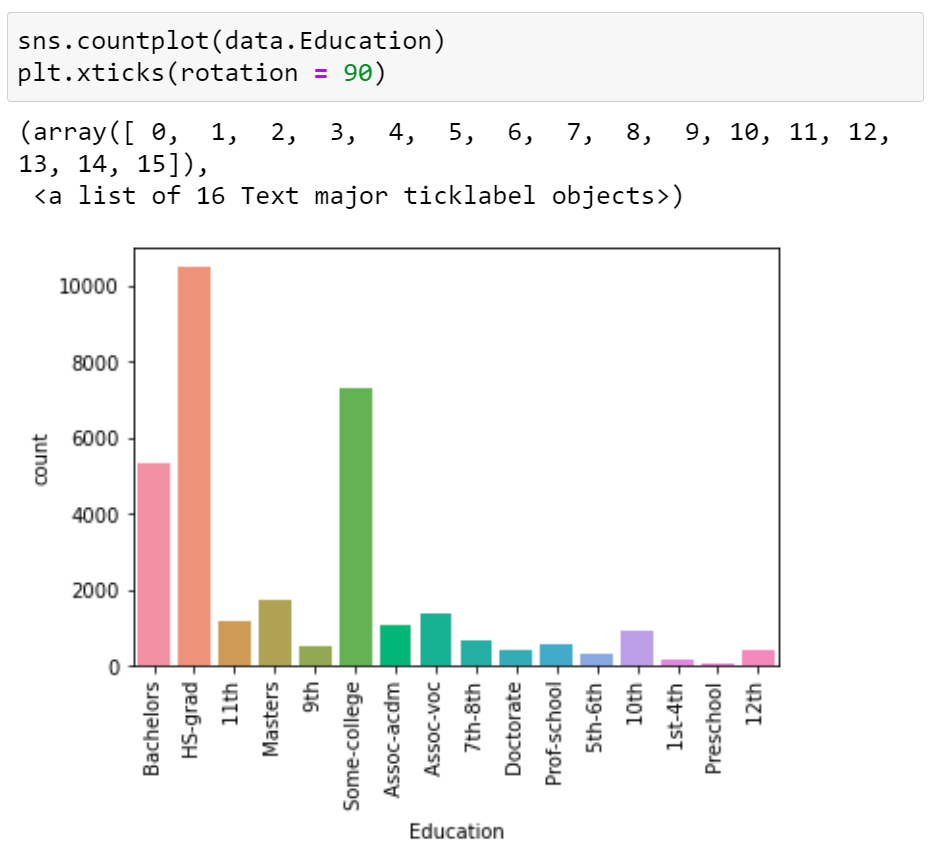 sns.countplot(data.Education)
plt.xticks(rotation = 90)
(array([ 0,  1,  2,  3,  4,  5,  6,  7,  8,  9, 10, 11, 12,
13, 14, 15]),
 <a list of 16 Text major ticklabel objects>)
10000
8000
6000
4000
2000
0
count
Bachelors
HS-grad
11th
Masters
9th
Some-college
Assoc-acdm
Assoc-voc
7th-8th
Doctorate
Prof-school
5th-6th
10th
1st-4th
Preschool
12th
Education